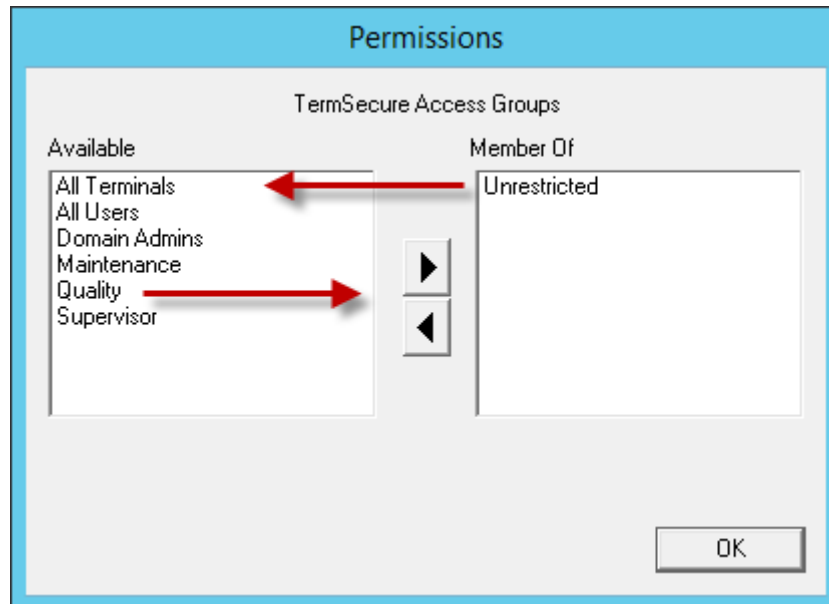 Permissions
TermSecure Access Groups
Available
Member Of
All Terminals
All Users
Domain Admins
Maintenance
Quality
Supervisor
Unrestricted
OK